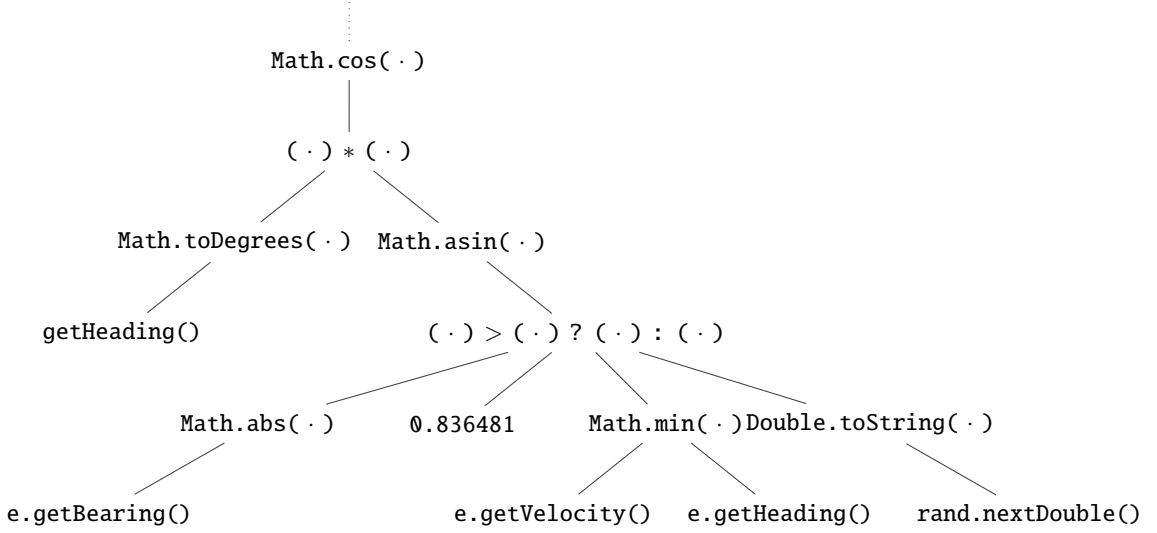 Math.cos( · )
( · ) ∗ ( · )
Math.toDegrees( · ) Math.asin( · )
getHeading() ( · ) > ( · ) ? ( · ) : ( · )
Math.abs( · ) 0.836481 Math.min( · ) Double.toString( · )
e.getBearing() e.getVelocity() e.getHeading() rand.nextDouble()